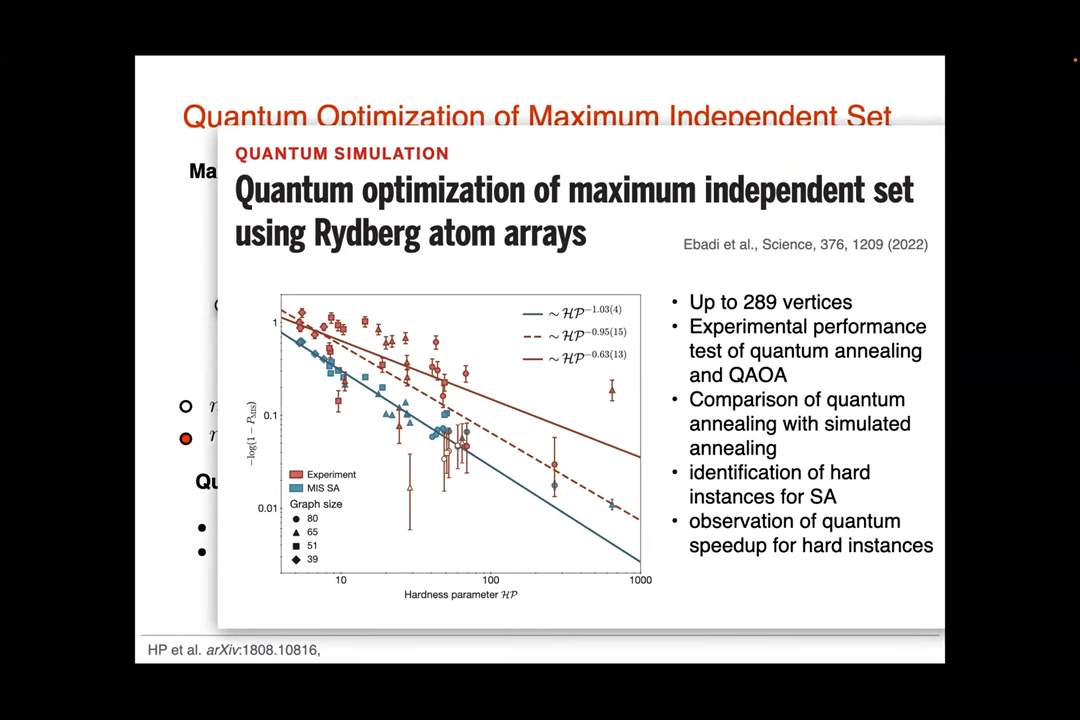 Quantum Optimization of Maximum Independent Set
Ma
QUANTUM SIMULATION
Quantum optimization of maximum independent set
using Rydberg atom arrays
Ebadi et al., Science, 376, 1209 (2022)
−log(1 − P_MIS)
1
0.1
0.01
∼ HP^−1.03(4)
∼ HP^−0.95(15)
∼ HP^−0.63(13)
Experiment
MIS SA
Graph size
80
65
51
39
10 100 1000
Hardness parameter HP
• Up to 289 vertices
• Experimental performance
test of quantum annealing
and QAOA
• Comparison of quantum
annealing with simulated
annealing
• identification of hard
instances for SA
• observation of quantum
speedup for hard instances
Qu
HP et al. arXiv:1808.10816,